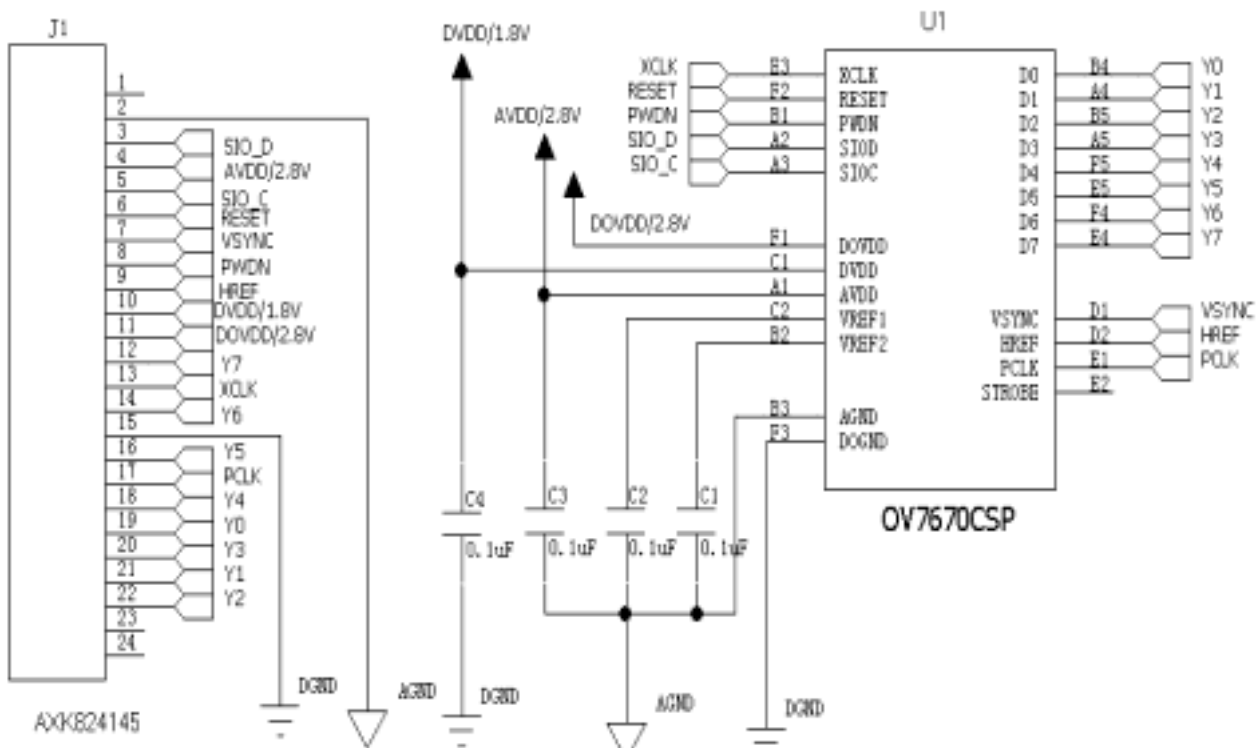 J1
1
2
3 SIO_D
4 AVDD/2.8V
5 SIO_C
6 RESET
7 VSYNC
8 PWDN
9 HREF
10 DVDD/1.8V
11 DOVDD/2.8V
12 Y7
13 XCLK
14 Y6
15
16 Y5
17 PCLK
18 Y4
19 Y0
20 Y3
21 Y1
22 Y2
23
24
AXK824145
DGND
AGND
DVDD/1.8V
AVDD/2.8V
DOVDD/2.8V
C4
0.1uF
C3
0.1uF
C2
0.1uF
C1
0.1uF
DGND
AGND
DGND
U1
XCLK E3 XCLK
RESET F2 RESET
PWDN B1 PWDN
SIO_D A2 SIOD
SIO_C A3 SIOC
F1 DOVDD
C1 DVDD
A1 AVDD
C2 VREF1
B2 VREF2
B3 AGND
F3 DOGND
D0 B4 Y0
D1 A4 Y1
D2 B5 Y2
D3 A5 Y3
D4 F5 Y4
D5 E5 Y5
D6 F4 Y6
D7 E4 Y7
VSYNC D1 VSYNC
HREF D2 HREF
PCLK E1 PCLK
STROBE E2
OV7670CSP